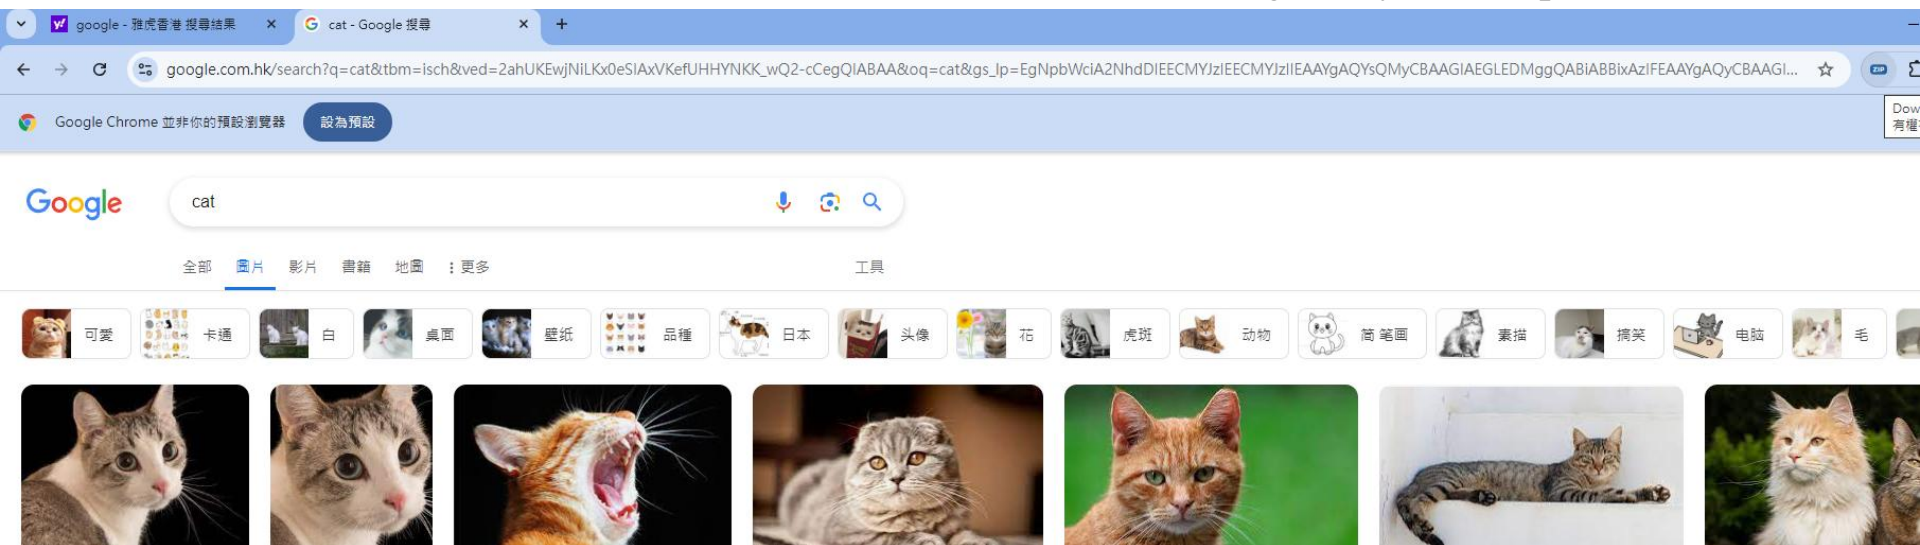 google - 雅虎香港 搜尋結果
cat - Google 搜尋
google.com.hk/search?q=cat&tbm=isch&ved=2ahUKEwjNiLKx0eSIAxVKefUHHYNKK_wQ2-cCegQIABAA&oq=cat&gs_lp=EgNpbWciA2NhdDIEECMYJzIEECMYJzIIEAAYgAQYsQMyCBAAGIAEGLEDMggQABiABBixAzIFEAAYgAQyCBAAGI...
ZIP
Google Chrome 並非你的預設瀏覽器
設為預設
Dow
有權
Google
cat
全部 圖片 影片 書籍 地圖 更多 工具
可愛 卡通 白 桌面 壁紙 品種 日本 头像 花 虎斑 动物 简 笔画 素描 搞笑 电脑 毛